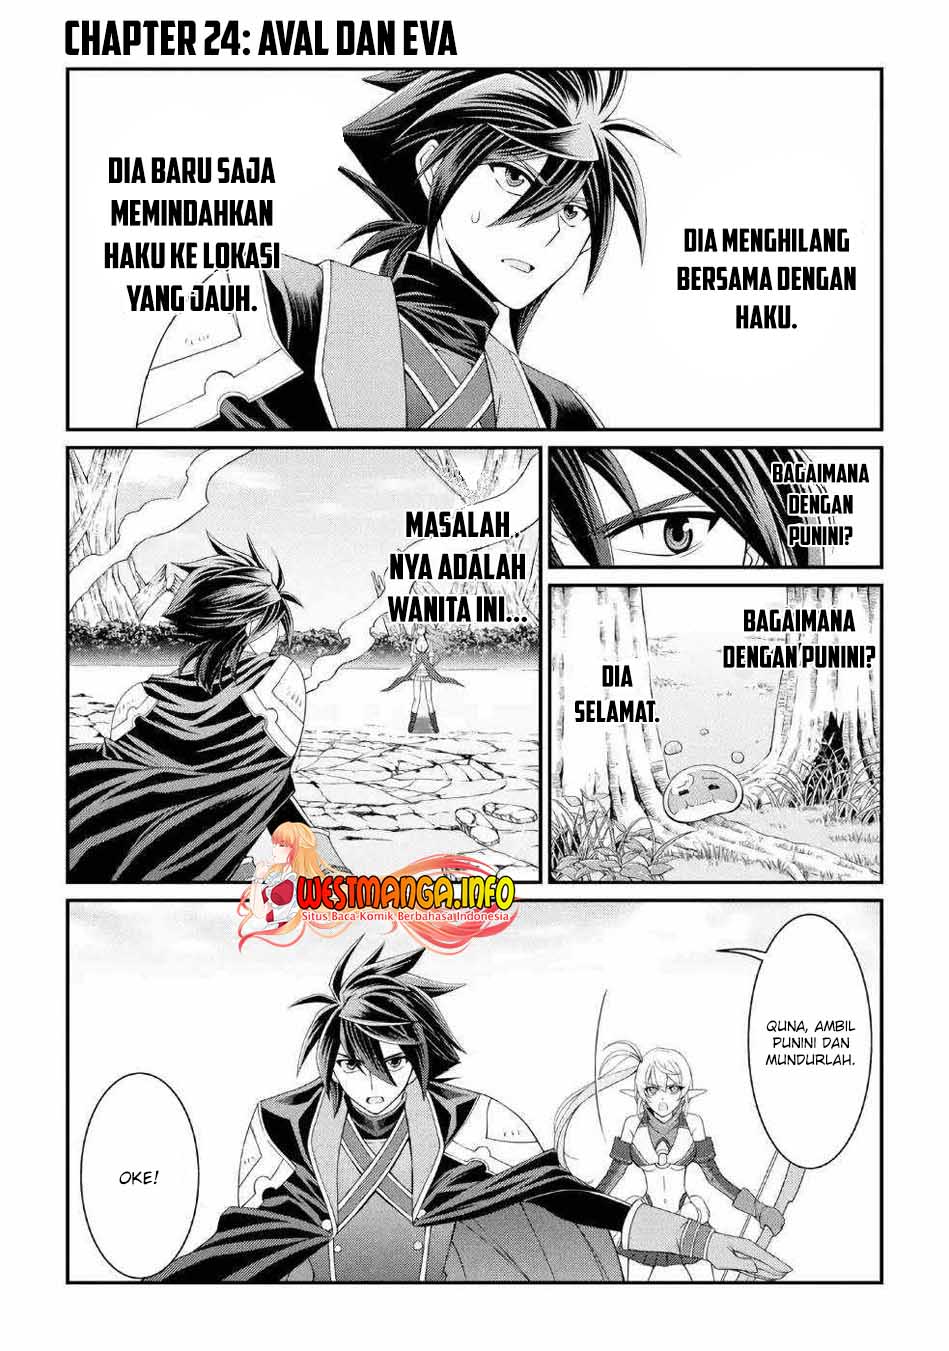 CHAPTER 24: AVAL DAN EVA
DIA MENGHILANG
BERSAMA DENGAN
HAKU.
DIA BARU SAJA
MEMINDAHKAN
HAKU KE LOKASI
YANG JAUH.
BAGAIMANA
DENGAN
PUNINI?
BAGAIMANA
DENGAN PUNINI?
DIA
SELAMAT.
MASALAH
NYA ADALAH
WANITA INI...
WESTMANGA.INFO
Situs Baca Komik Berbahasa Indonesia
QUNA, AMBIL
PUNINI DAN
MUNDURLAH.
OKE!